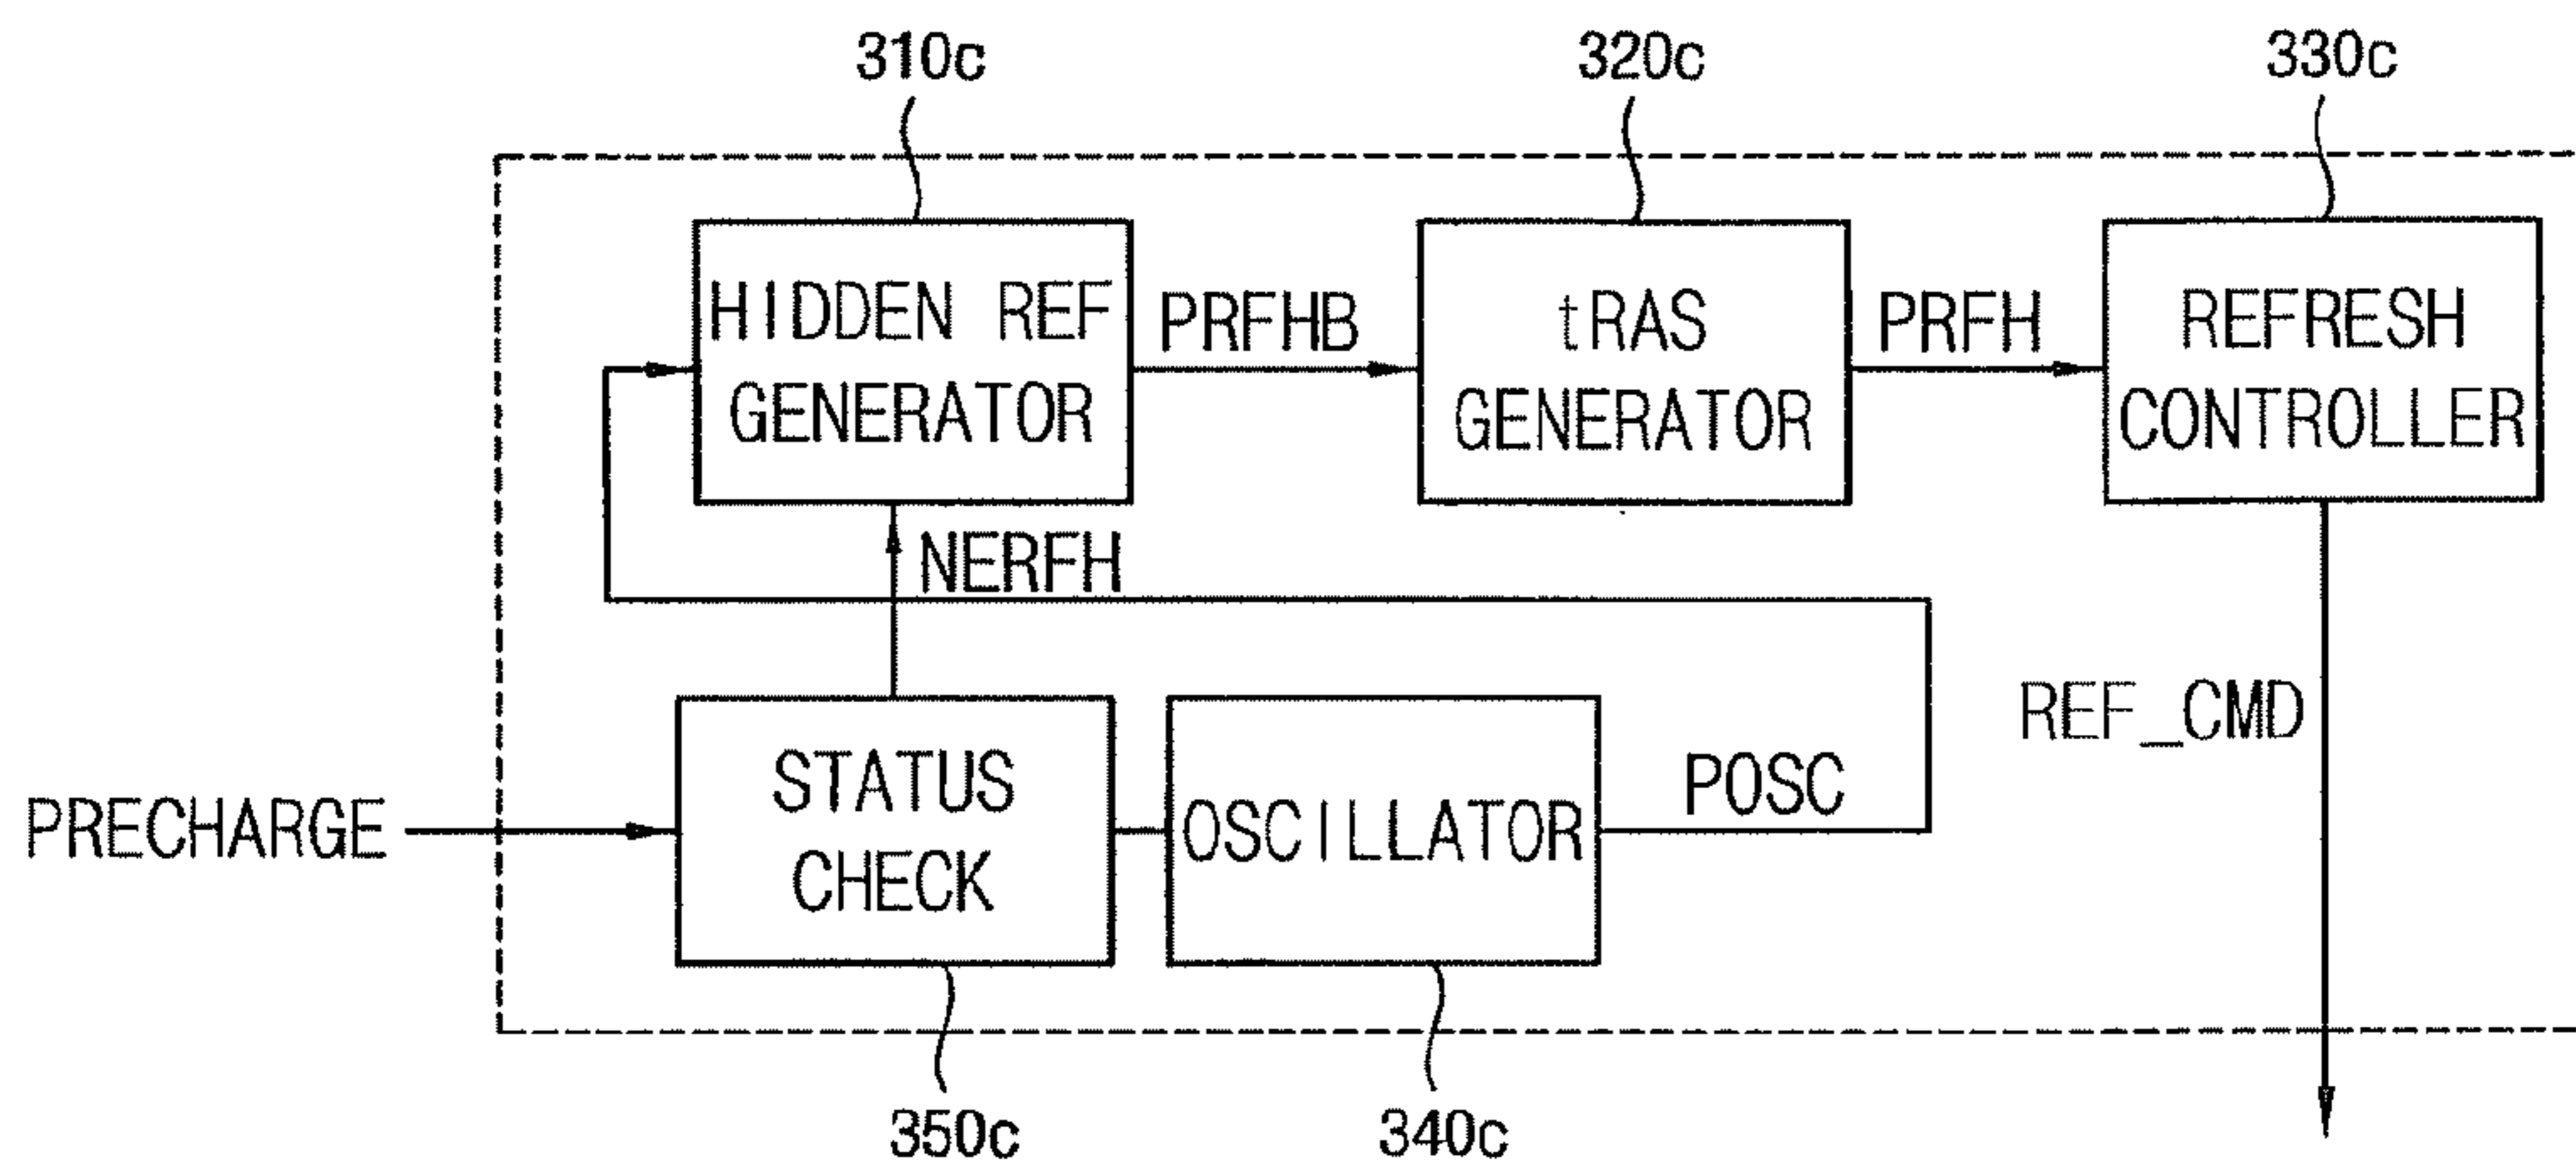 310c
320c
330c
HIDDEN REF
GENERATOR
PRFHB
tRAS
GENERATOR
PRFH
REFRESH
CONTROLLER
NERFH
REF_CMD
PRECHARGE
STATUS
CHECK
OSCILLATOR
POSC
350c
340c